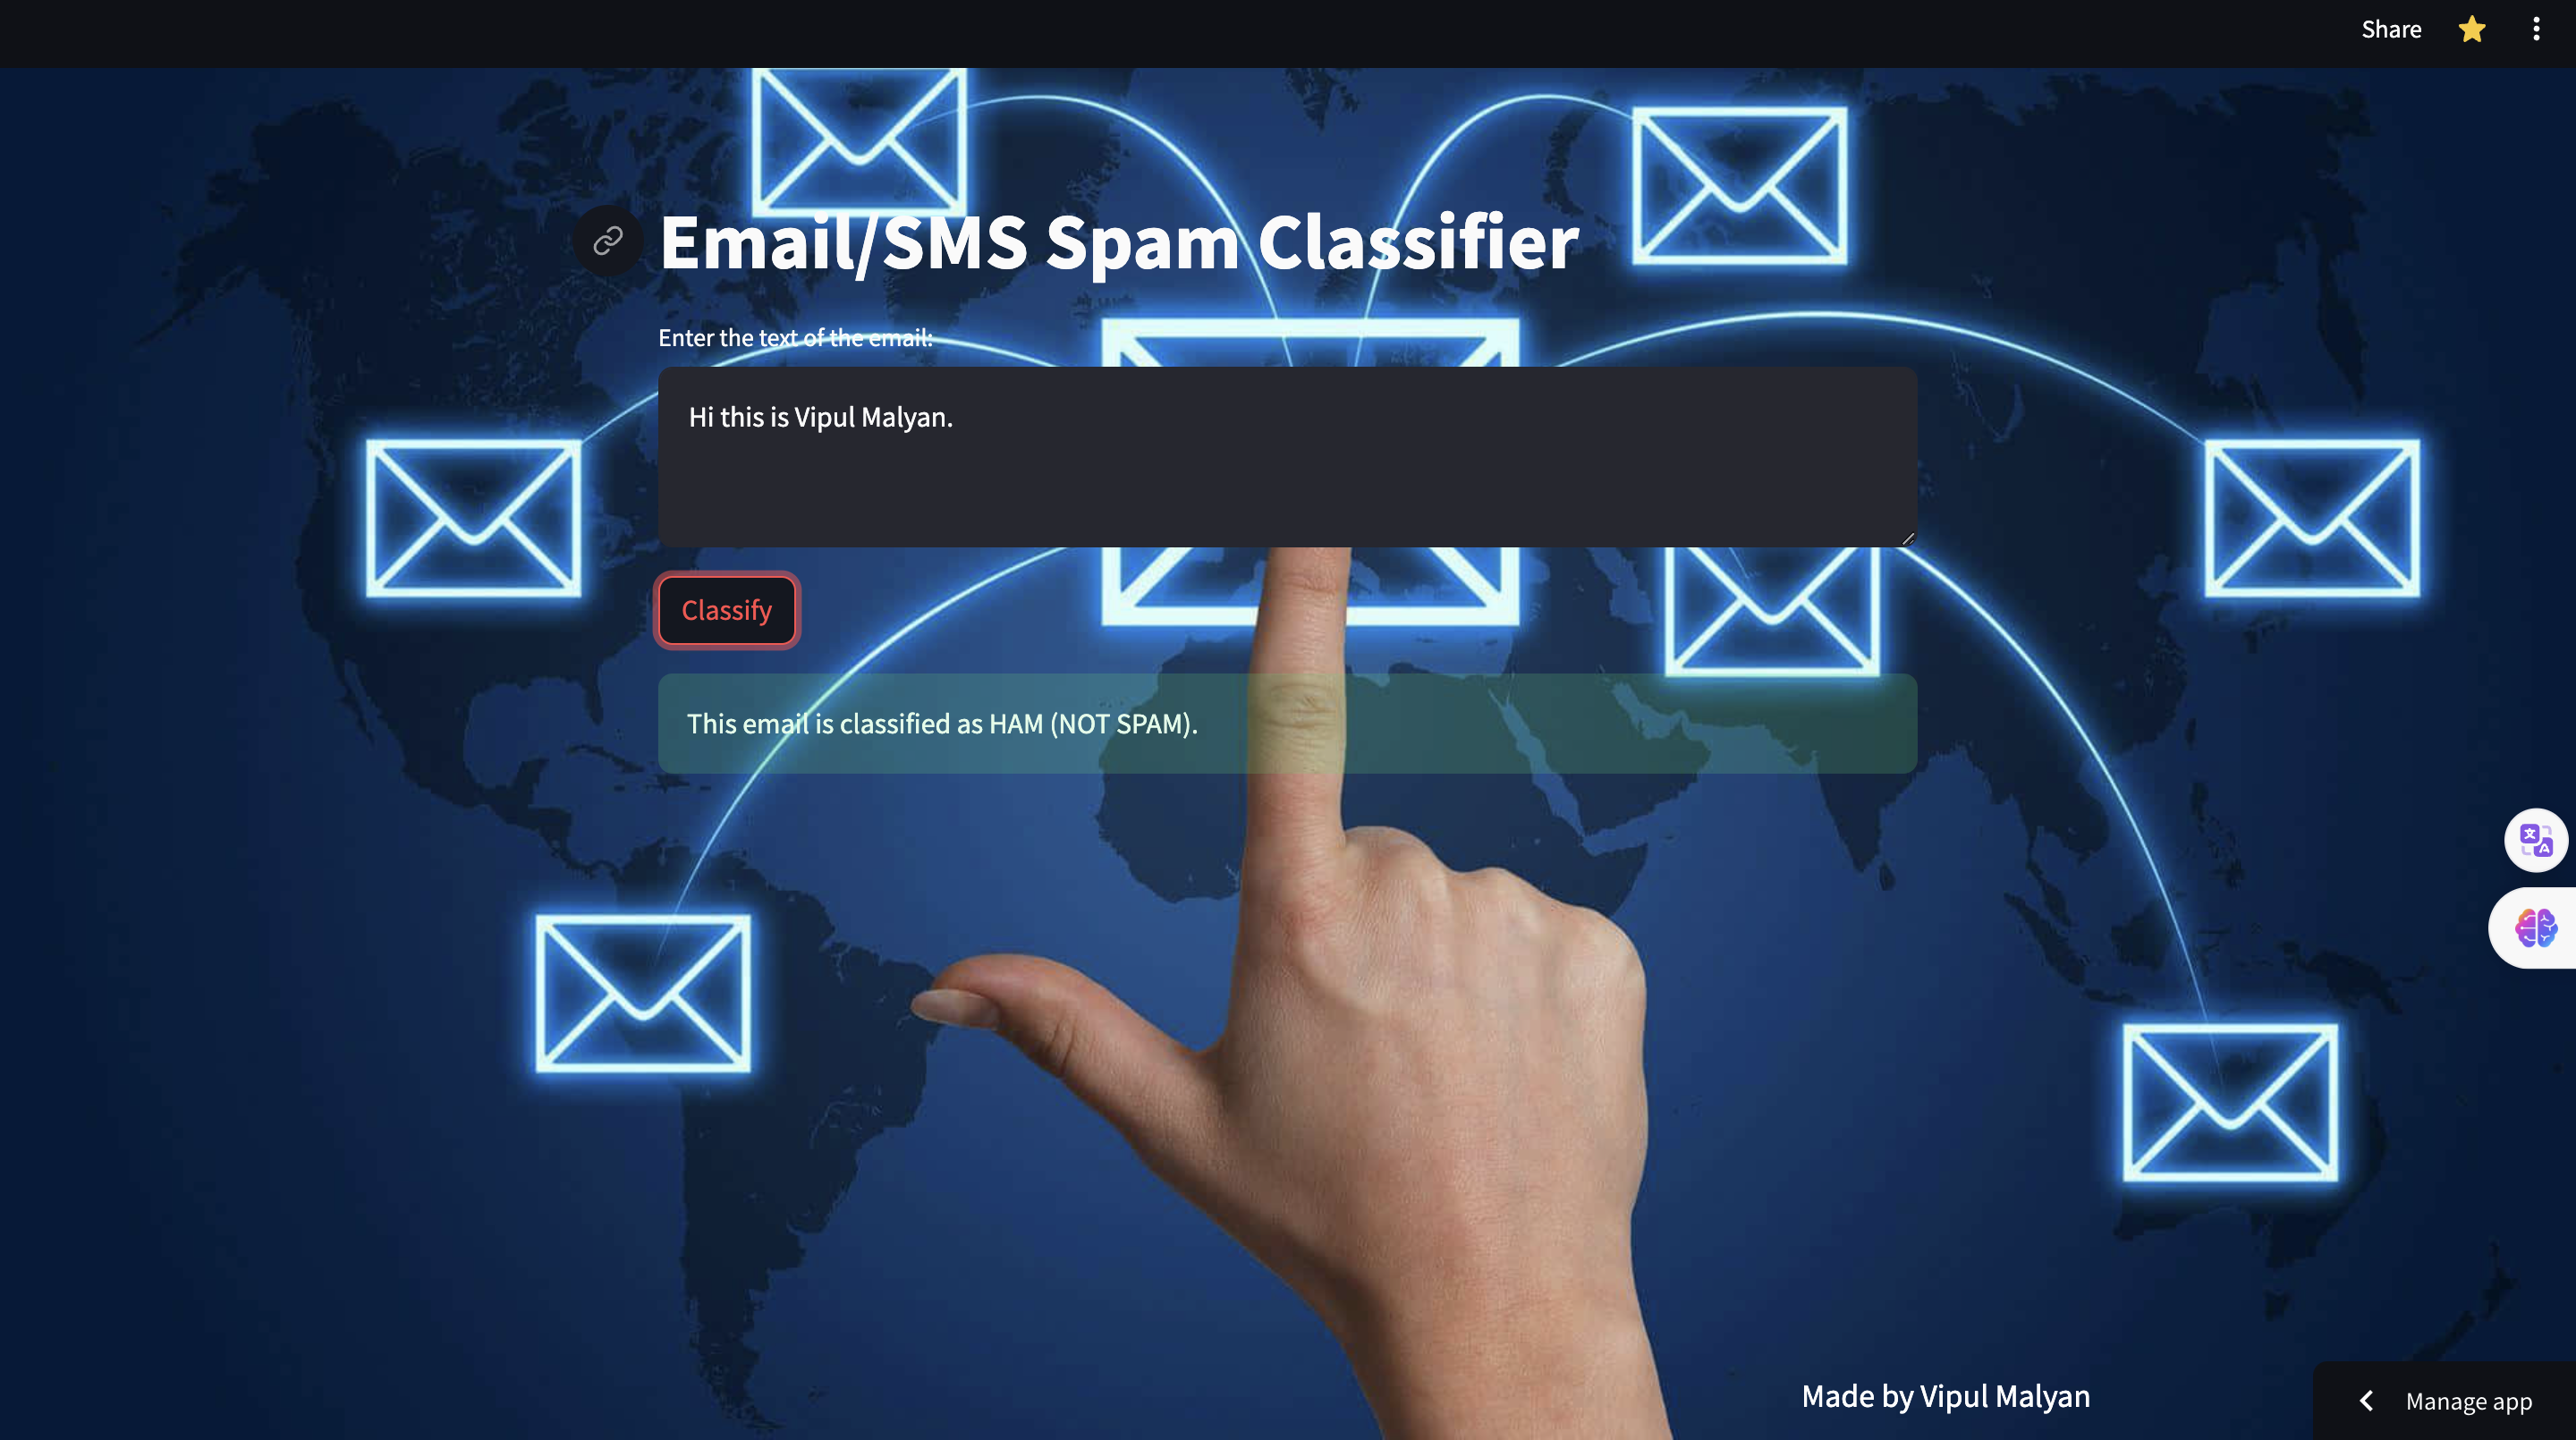 Share
Email/SMS Spam Classifier
Enter the text of the email:
Hi this is Vipul Malyan.
Classify
This email is classified as HAM (NOT SPAM).
Made by Vipul Malyan
Manage app